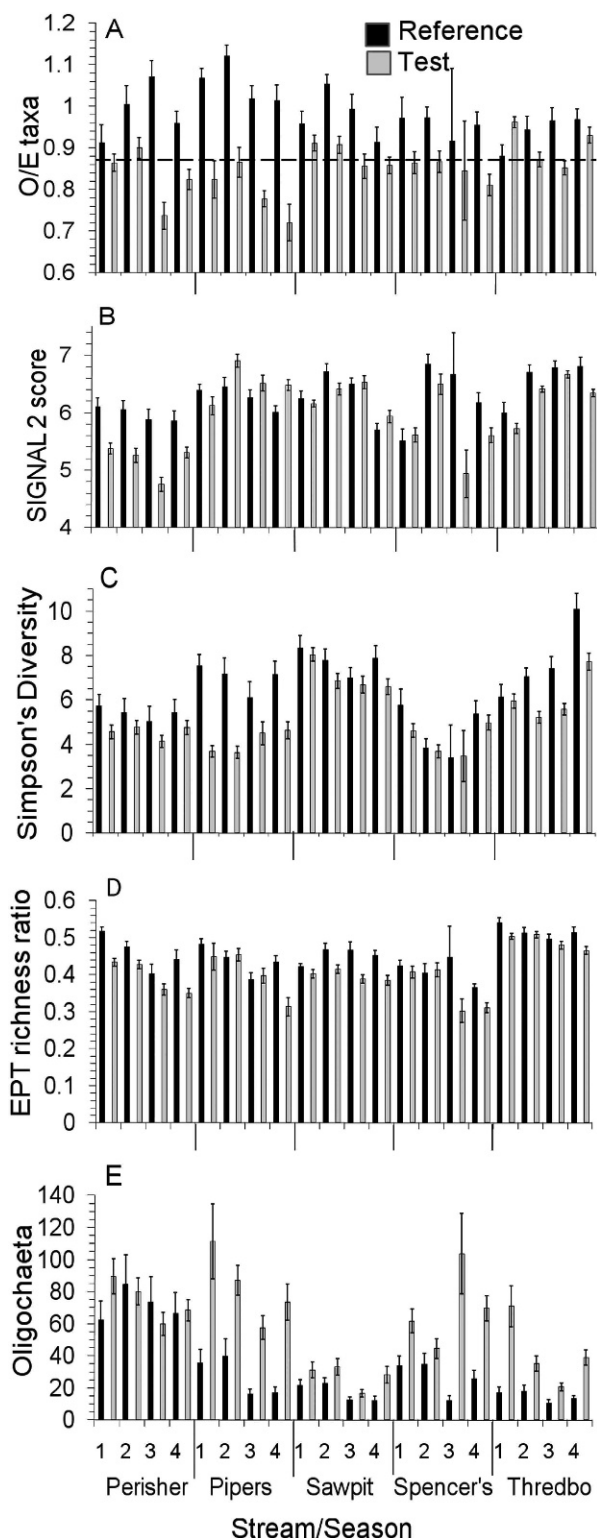 A
Reference
Test
O/E taxa
1.2
1.1
1
0.9
0.8
0.7
0.6
B
SIGNAL 2 score
7
6
5
4
C
Simpson's Diversity
10
8
6
4
2
0
D
EPT richness ratio
0.6
0.5
0.4
0.3
0.2
0.1
0
E
Oligochaeta
140
120
100
80
60
40
20
0
1 2 3 4 1 2 3 4 1 2 3 4 1 2 3 4 1 2 3 4
Perisher Pipers Sawpit Spencer's Thredbo
Stream/Season